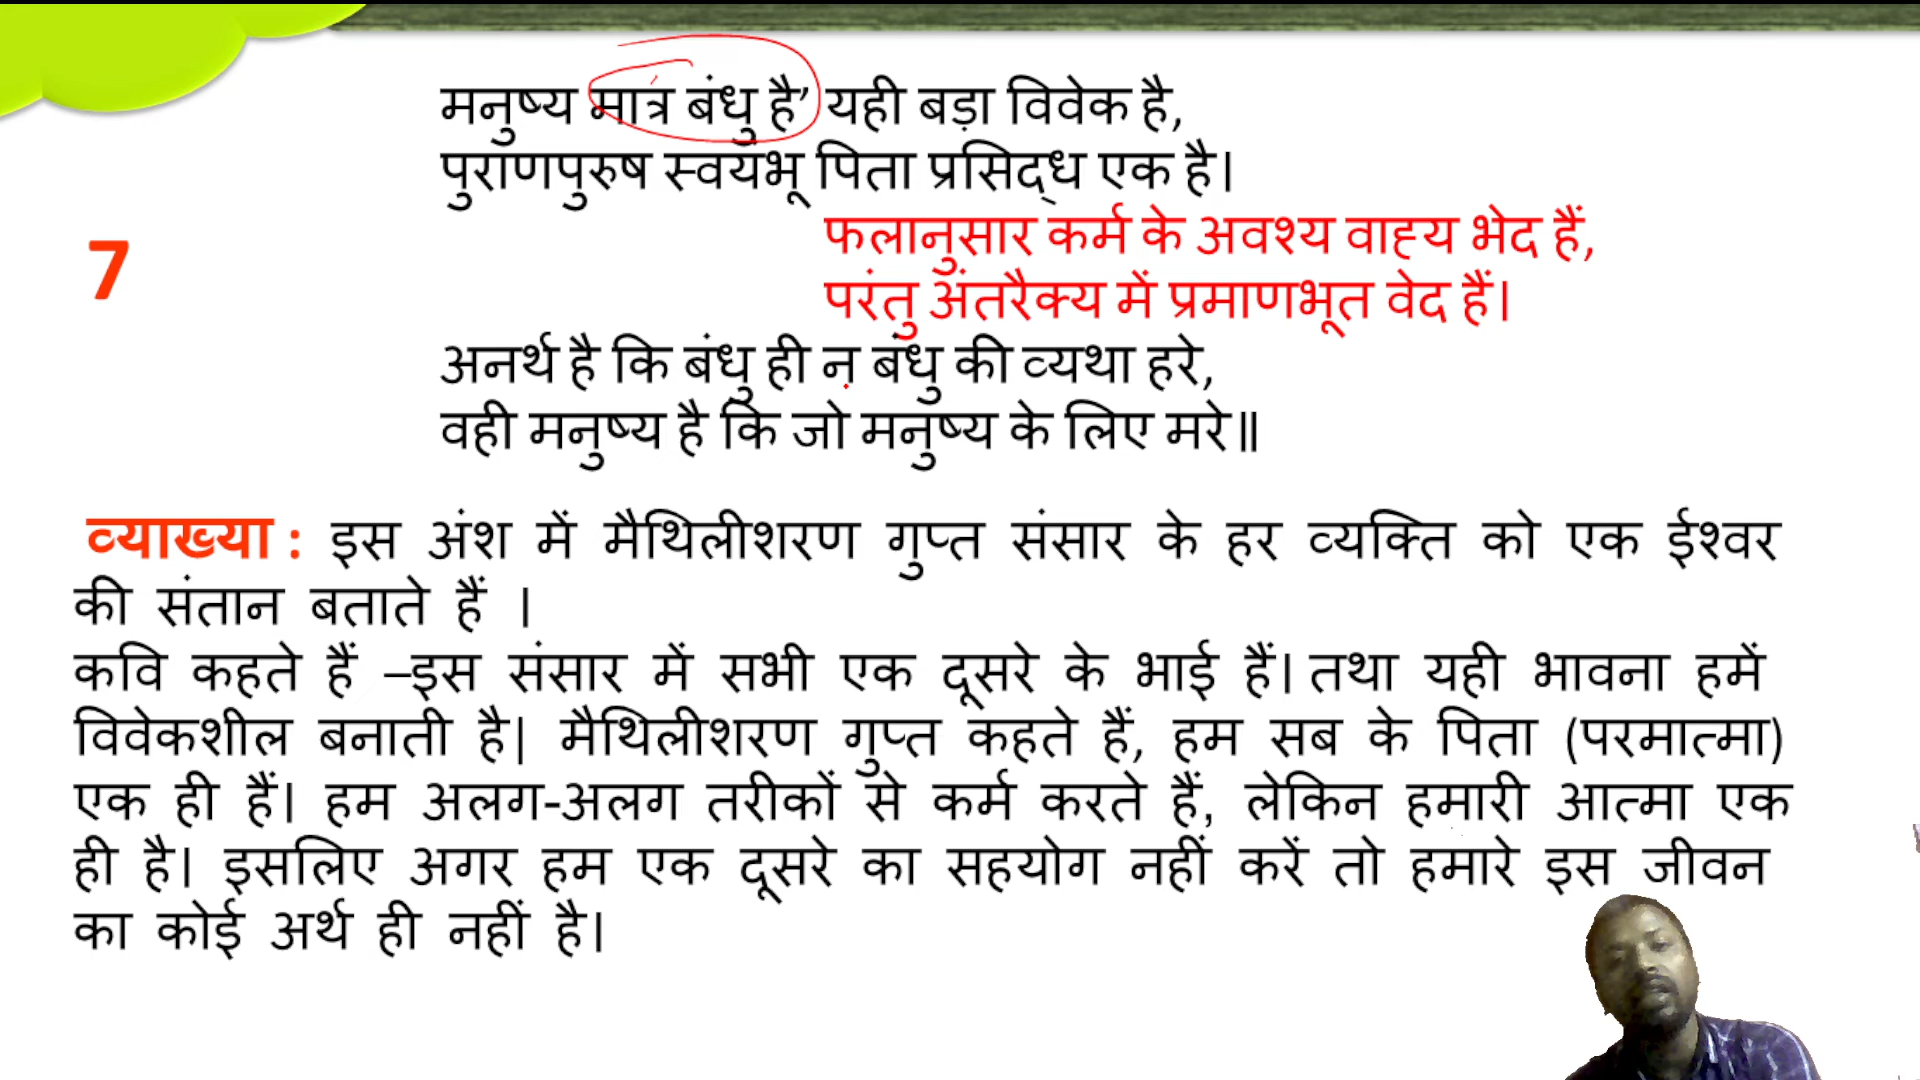 मनुष्य मात्र बंधु है’ यही बड़ा विवेक है,
पुराणपुरुष स्वयंभू पिता प्रसिद्ध एक है।
फलानुसार कर्म के अवश्य वाह्य भेद हैं,
परंतु अंतरैक्य में प्रमाणभूत वेद हैं।
7
अनर्थ है कि बंधु ही न बंधु की व्यथा हरे,
वही मनुष्य है कि जो मनुष्य के लिए मरे॥
व्याख्या : इस अंश में मैथिलीशरण गुप्त संसार के हर व्यक्ति को एक ईश्वर
की संतान बताते हैं ।
कवि कहते हैं –इस संसार में सभी एक दूसरे के भाई हैं। तथा यही भावना हमें
विवेकशील बनाती है| मैथिलीशरण गुप्त कहते हैं, हम सब के पिता (परमात्मा)
एक ही हैं। हम अलग-अलग तरीकों से कर्म करते हैं, लेकिन हमारी आत्मा एक
ही है। इसलिए अगर हम एक दूसरे का सहयोग नहीं करें तो हमारे इस जीवन
का कोई अर्थ ही नहीं है।